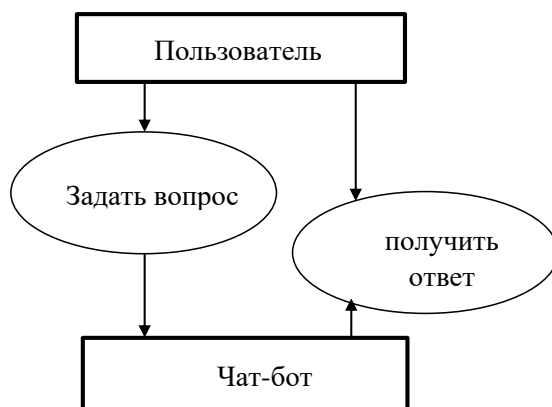 Пользователь
Задать вопрос
получить
ответ
Чат-бот